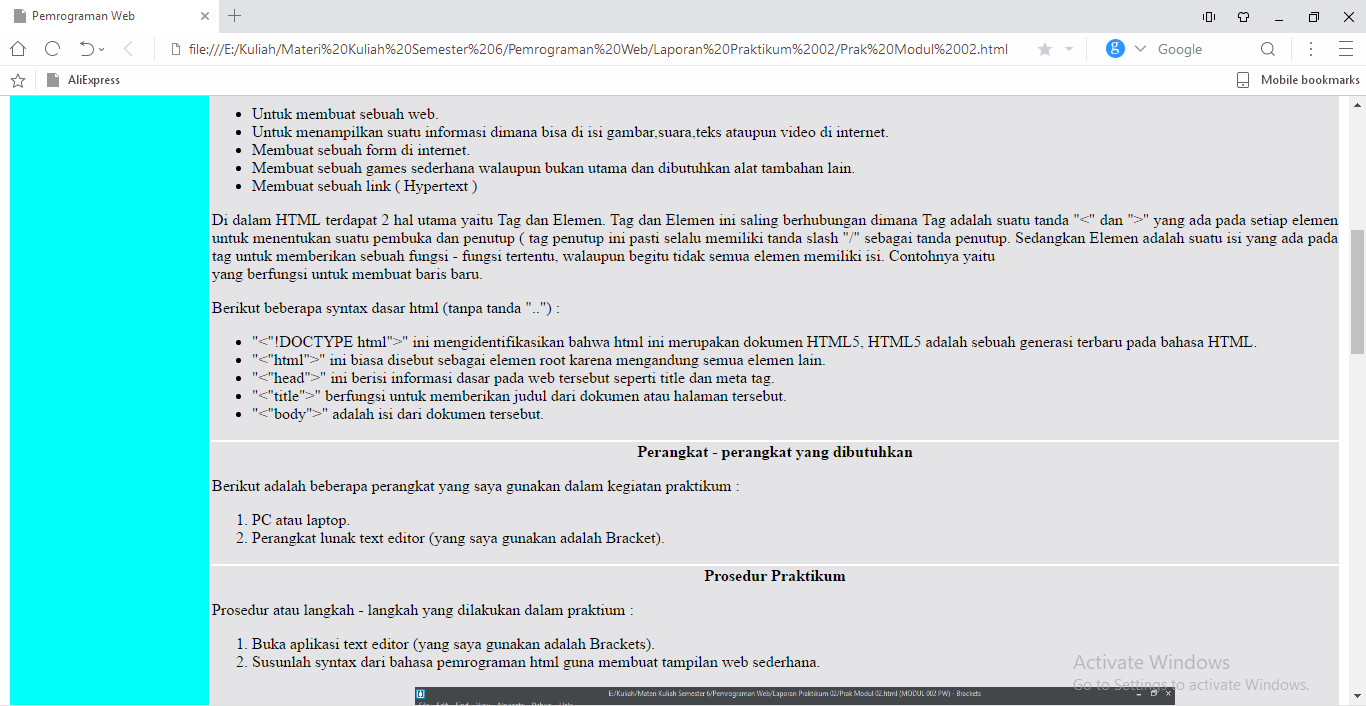 Pemrograman Web
file:///E:/Kuliah/Materi%20Kuliah%20Semester%206/Pemrograman%20Web/Laporan%20Praktikum%2002/Prak%20Modul%2002.html
g
Google
AliExpress
Mobile bookmarks
• Untuk membuat sebuah web.
• Untuk menampilkan suatu informasi dimana bisa di isi gambar,suara,teks ataupun video di internet.
• Membuat sebuah form di internet.
• Membuat sebuah games sederhana walaupun bukan utama dan dibutuhkan alat tambahan lain.
• Membuat sebuah link ( Hypertext )
Di dalam HTML terdapat 2 hal utama yaitu Tag dan Elemen. Tag dan Elemen ini saling berhubungan dimana Tag adalah suatu tanda "<" dan ">" yang ada pada setiap elemen
untuk menentukan suatu pembuka dan penutup ( tag penutup ini pasti selalu memiliki tanda slash "/" sebagai tanda penutup. Sedangkan Elemen adalah suatu isi yang ada pada
tag untuk memberikan sebuah fungsi - fungsi tertentu, walaupun begitu tidak semua elemen memiliki isi. Contohnya yaitu
yang berfungsi untuk membuat baris baru.
Berikut beberapa syntax dasar html (tanpa tanda "..") :
• "<"!DOCTYPE html">" ini mengidentifikasikan bahwa html ini merupakan dokumen HTML5, HTML5 adalah sebuah generasi terbaru pada bahasa HTML.
• "<"html">" ini biasa disebut sebagai elemen root karena mengandung semua elemen lain.
• "<"head">" ini berisi informasi dasar pada web tersebut seperti title dan meta tag.
• "<"title">" berfungsi untuk memberikan judul dari dokumen atau halaman tersebut.
• "<"body">" adalah isi dari dokumen tersebut.
Perangkat - perangkat yang dibutuhkan
Berikut adalah beberapa perangkat yang saya gunakan dalam kegiatan praktikum :
1. PC atau laptop.
2. Perangkat lunak text editor (yang saya gunakan adalah Bracket).
Prosedur Praktikum
Prosedur atau langkah - langkah yang dilakukan dalam praktium :
1. Buka aplikasi text editor (yang saya gunakan adalah Brackets).
2. Susunlah syntax dari bahasa pemrograman html guna membuat tampilan web sederhana.
Activate Windows
Go to Settings to activate Windows.
E:/Kuliah/Materi Kuliah Semester 6/Pemrograman Web/Laporan Praktikum 02/Prak Modul 02.html (MODUL 002 PW) - Brackets